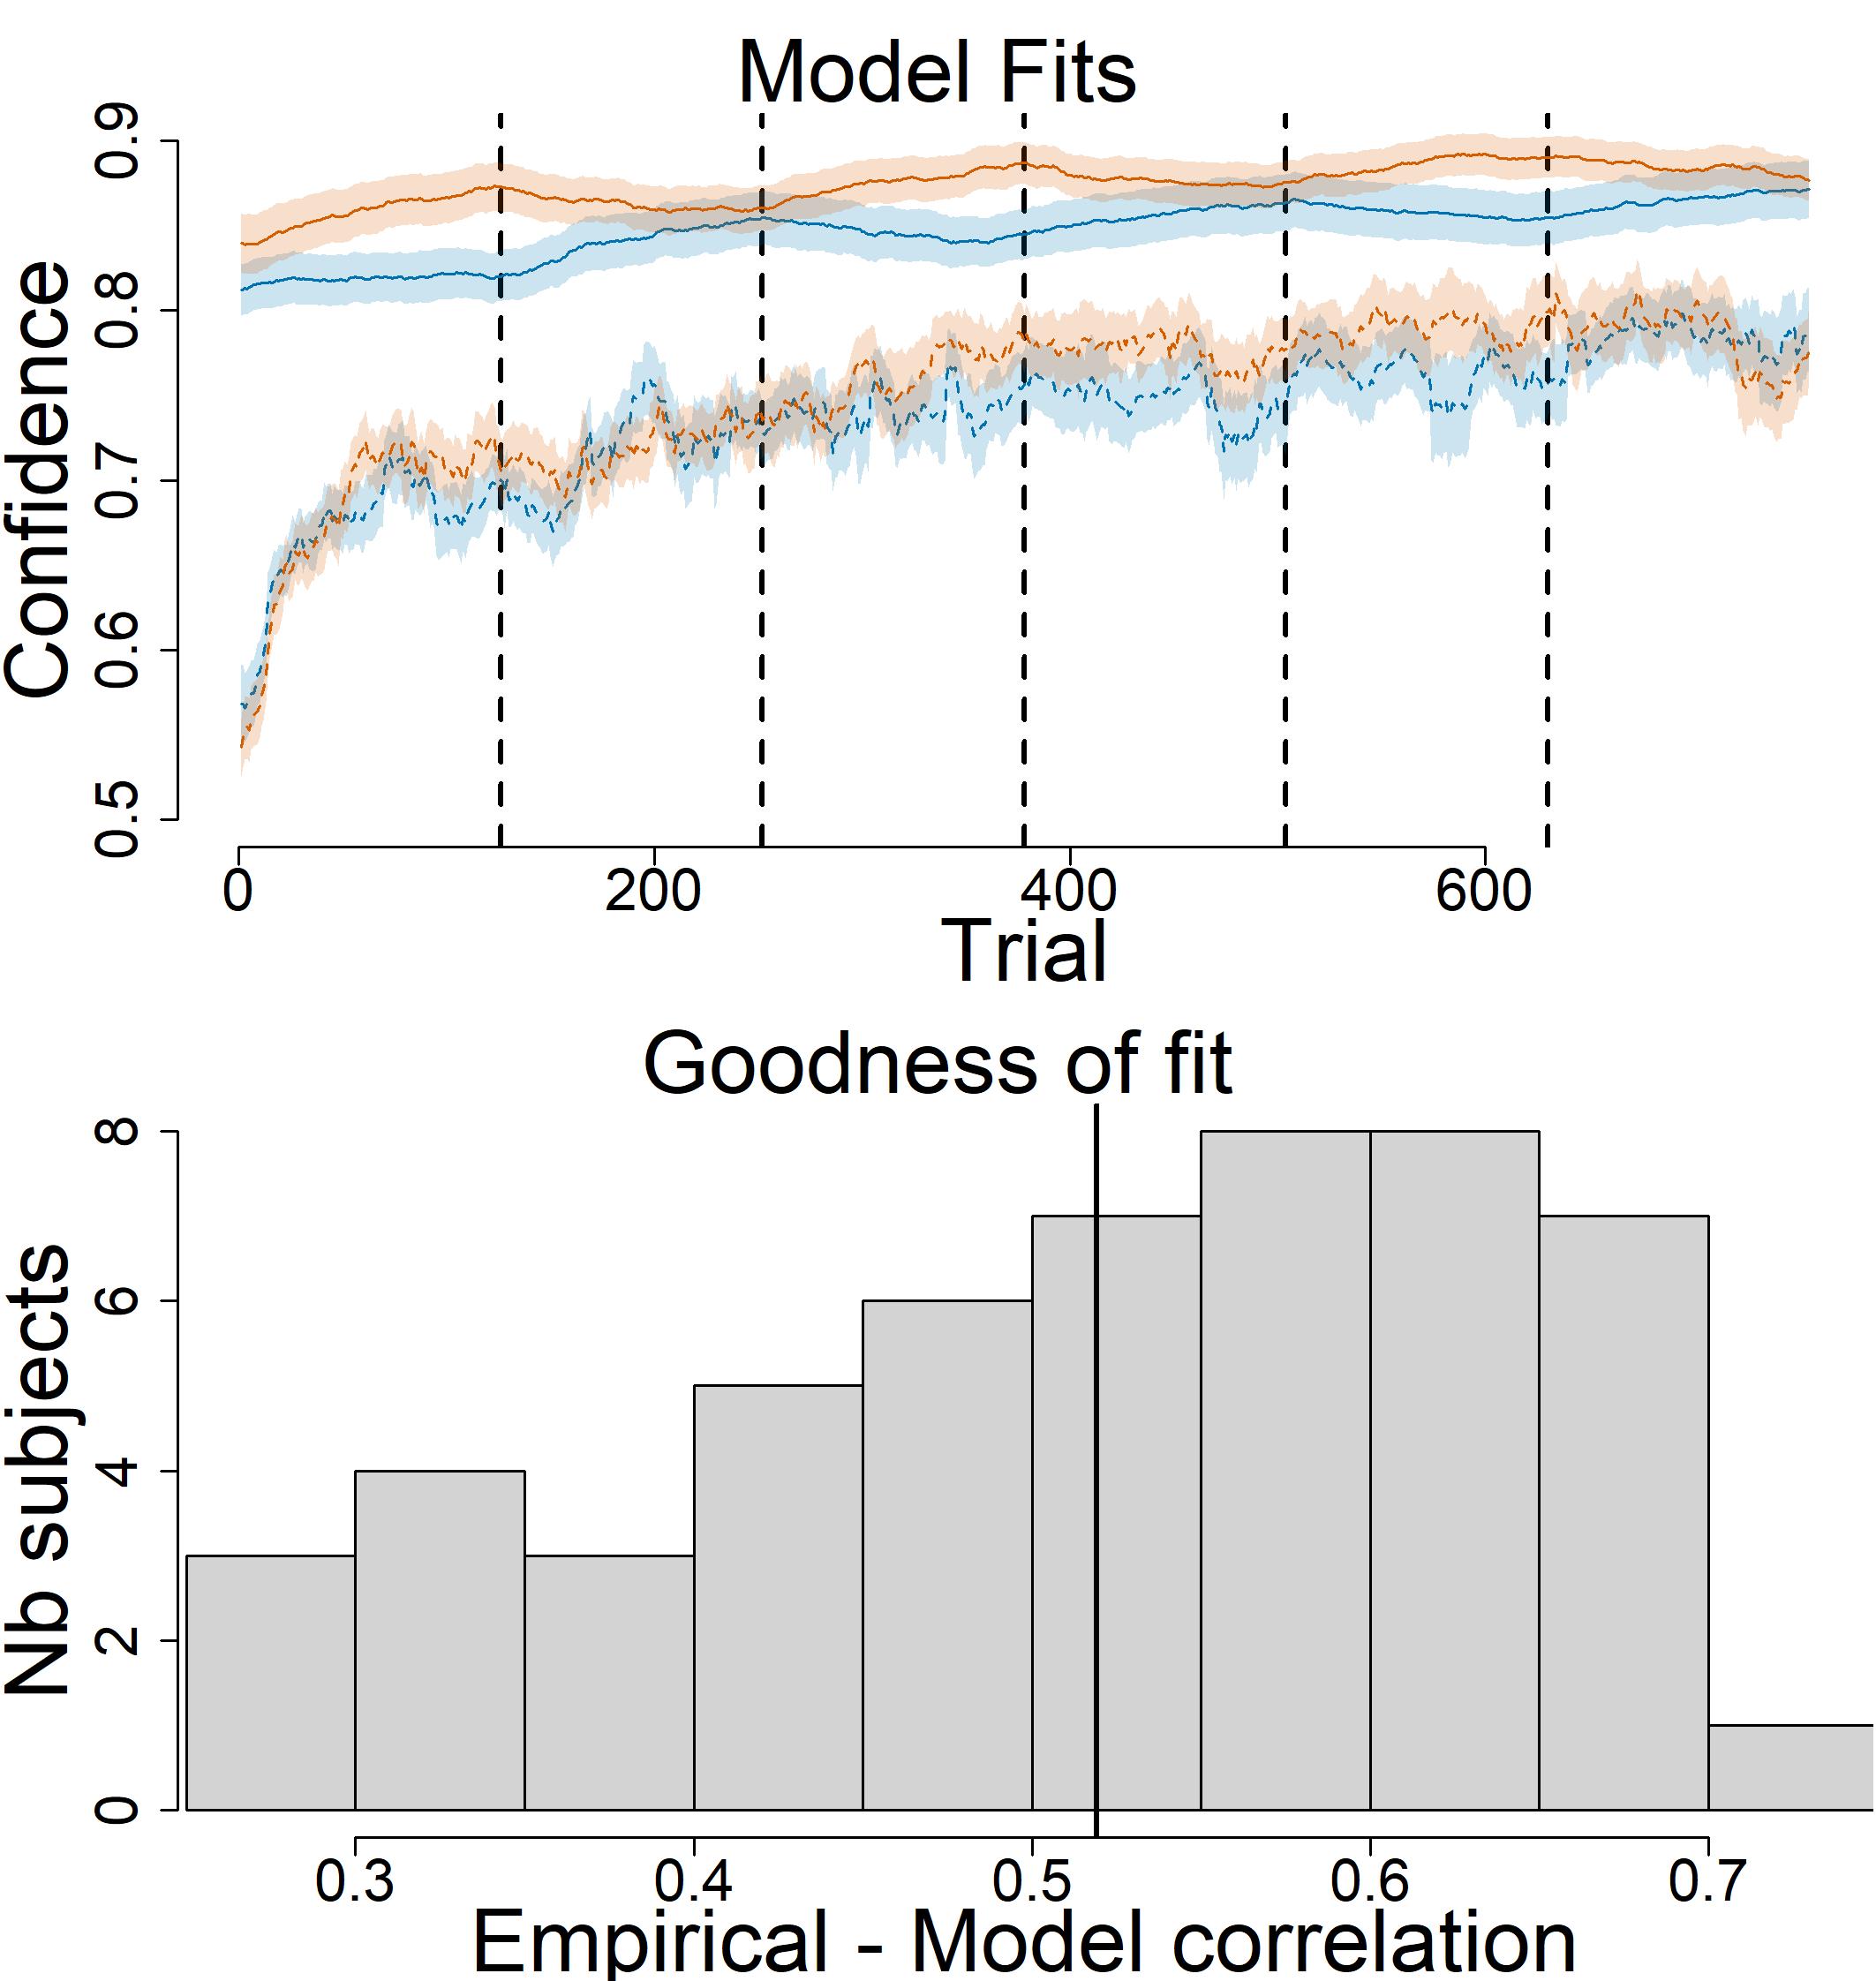 Model Fits
Confidence
0.9
0.8
0.7
0.6
0.5
0 200 400 600
Trial
Goodness of fit
Nb subjects
8
6
4
2
0
0.3 0.4 0.5 0.6 0.7
Empirical - Model correlation